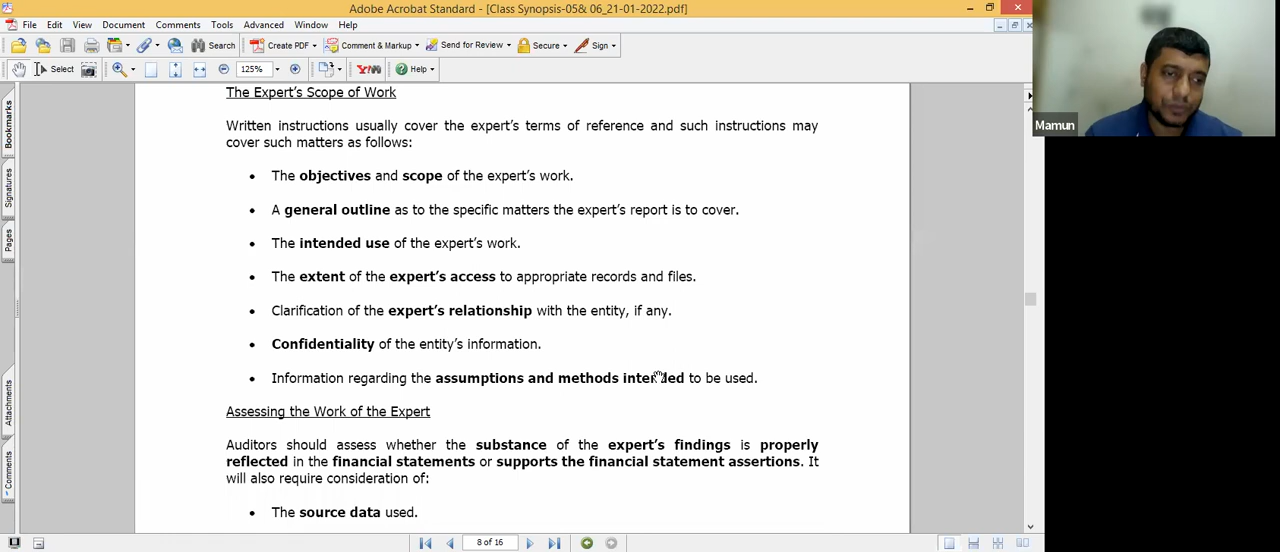 Adobe Acrobat Standard - [Class Synopsis-05& 06_21-01-2022.pdf]
File Edit View Document Comments Tools Advanced Window Help
Search Create PDF Comment & Markup Send for Review Secure Sign
Select 125% Y! Help
Bookmarks
Signatures
Pages
Attachments
Comments
The Expert's Scope of Work
Written instructions usually cover the expert's terms of reference and such instructions may
cover such matters as follows:
• The objectives and scope of the expert's work.
• A general outline as to the specific matters the expert's report is to cover.
• The intended use of the expert's work.
• The extent of the expert's access to appropriate records and files.
• Clarification of the expert's relationship with the entity, if any.
• Confidentiality of the entity's information.
• Information regarding the assumptions and methods intended to be used.
Assessing the Work of the Expert
Auditors should assess whether the substance of the expert's findings is properly
reflected in the financial statements or supports the financial statement assertions. It
will also require consideration of:
• The source data used.
8 of 16
Mamun